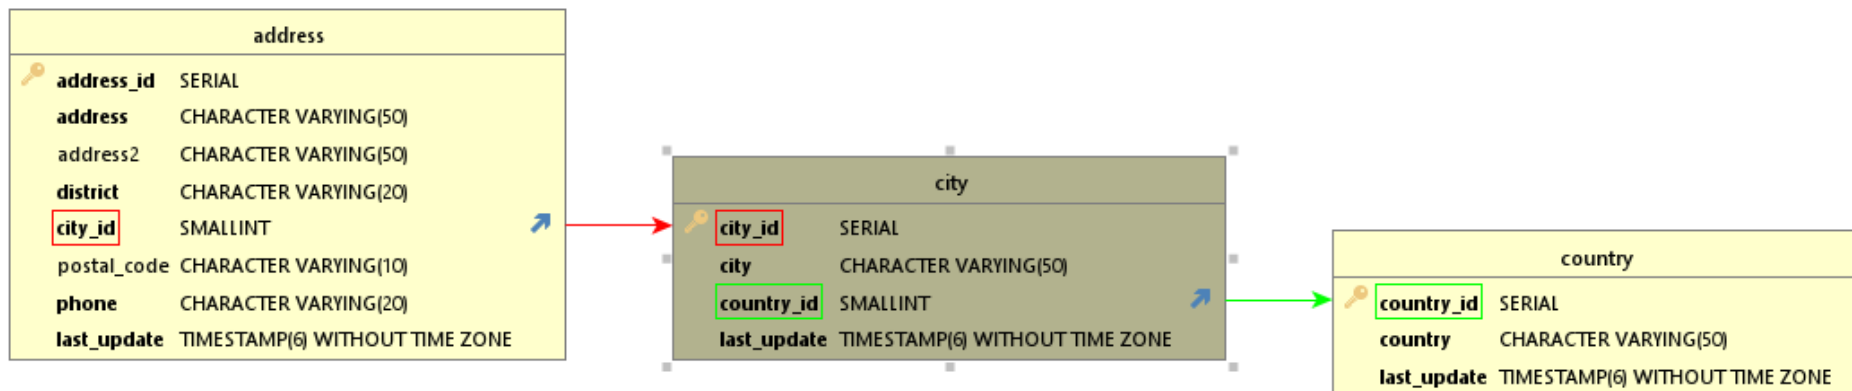 address
address_id SERIAL
address CHARACTER VARYING(50)
address2 CHARACTER VARYING(50)
district CHARACTER VARYING(20)
city_id SMALLINT
postal_code CHARACTER VARYING(10)
phone CHARACTER VARYING(20)
last_update TIMESTAMP(6) WITHOUT TIME ZONE
city
city_id SERIAL
city CHARACTER VARYING(50)
country_id SMALLINT
last_update TIMESTAMP(6) WITHOUT TIME ZONE
country
country_id SERIAL
country CHARACTER VARYING(50)
last_update TIMESTAMP(6) WITHOUT TIME ZONE